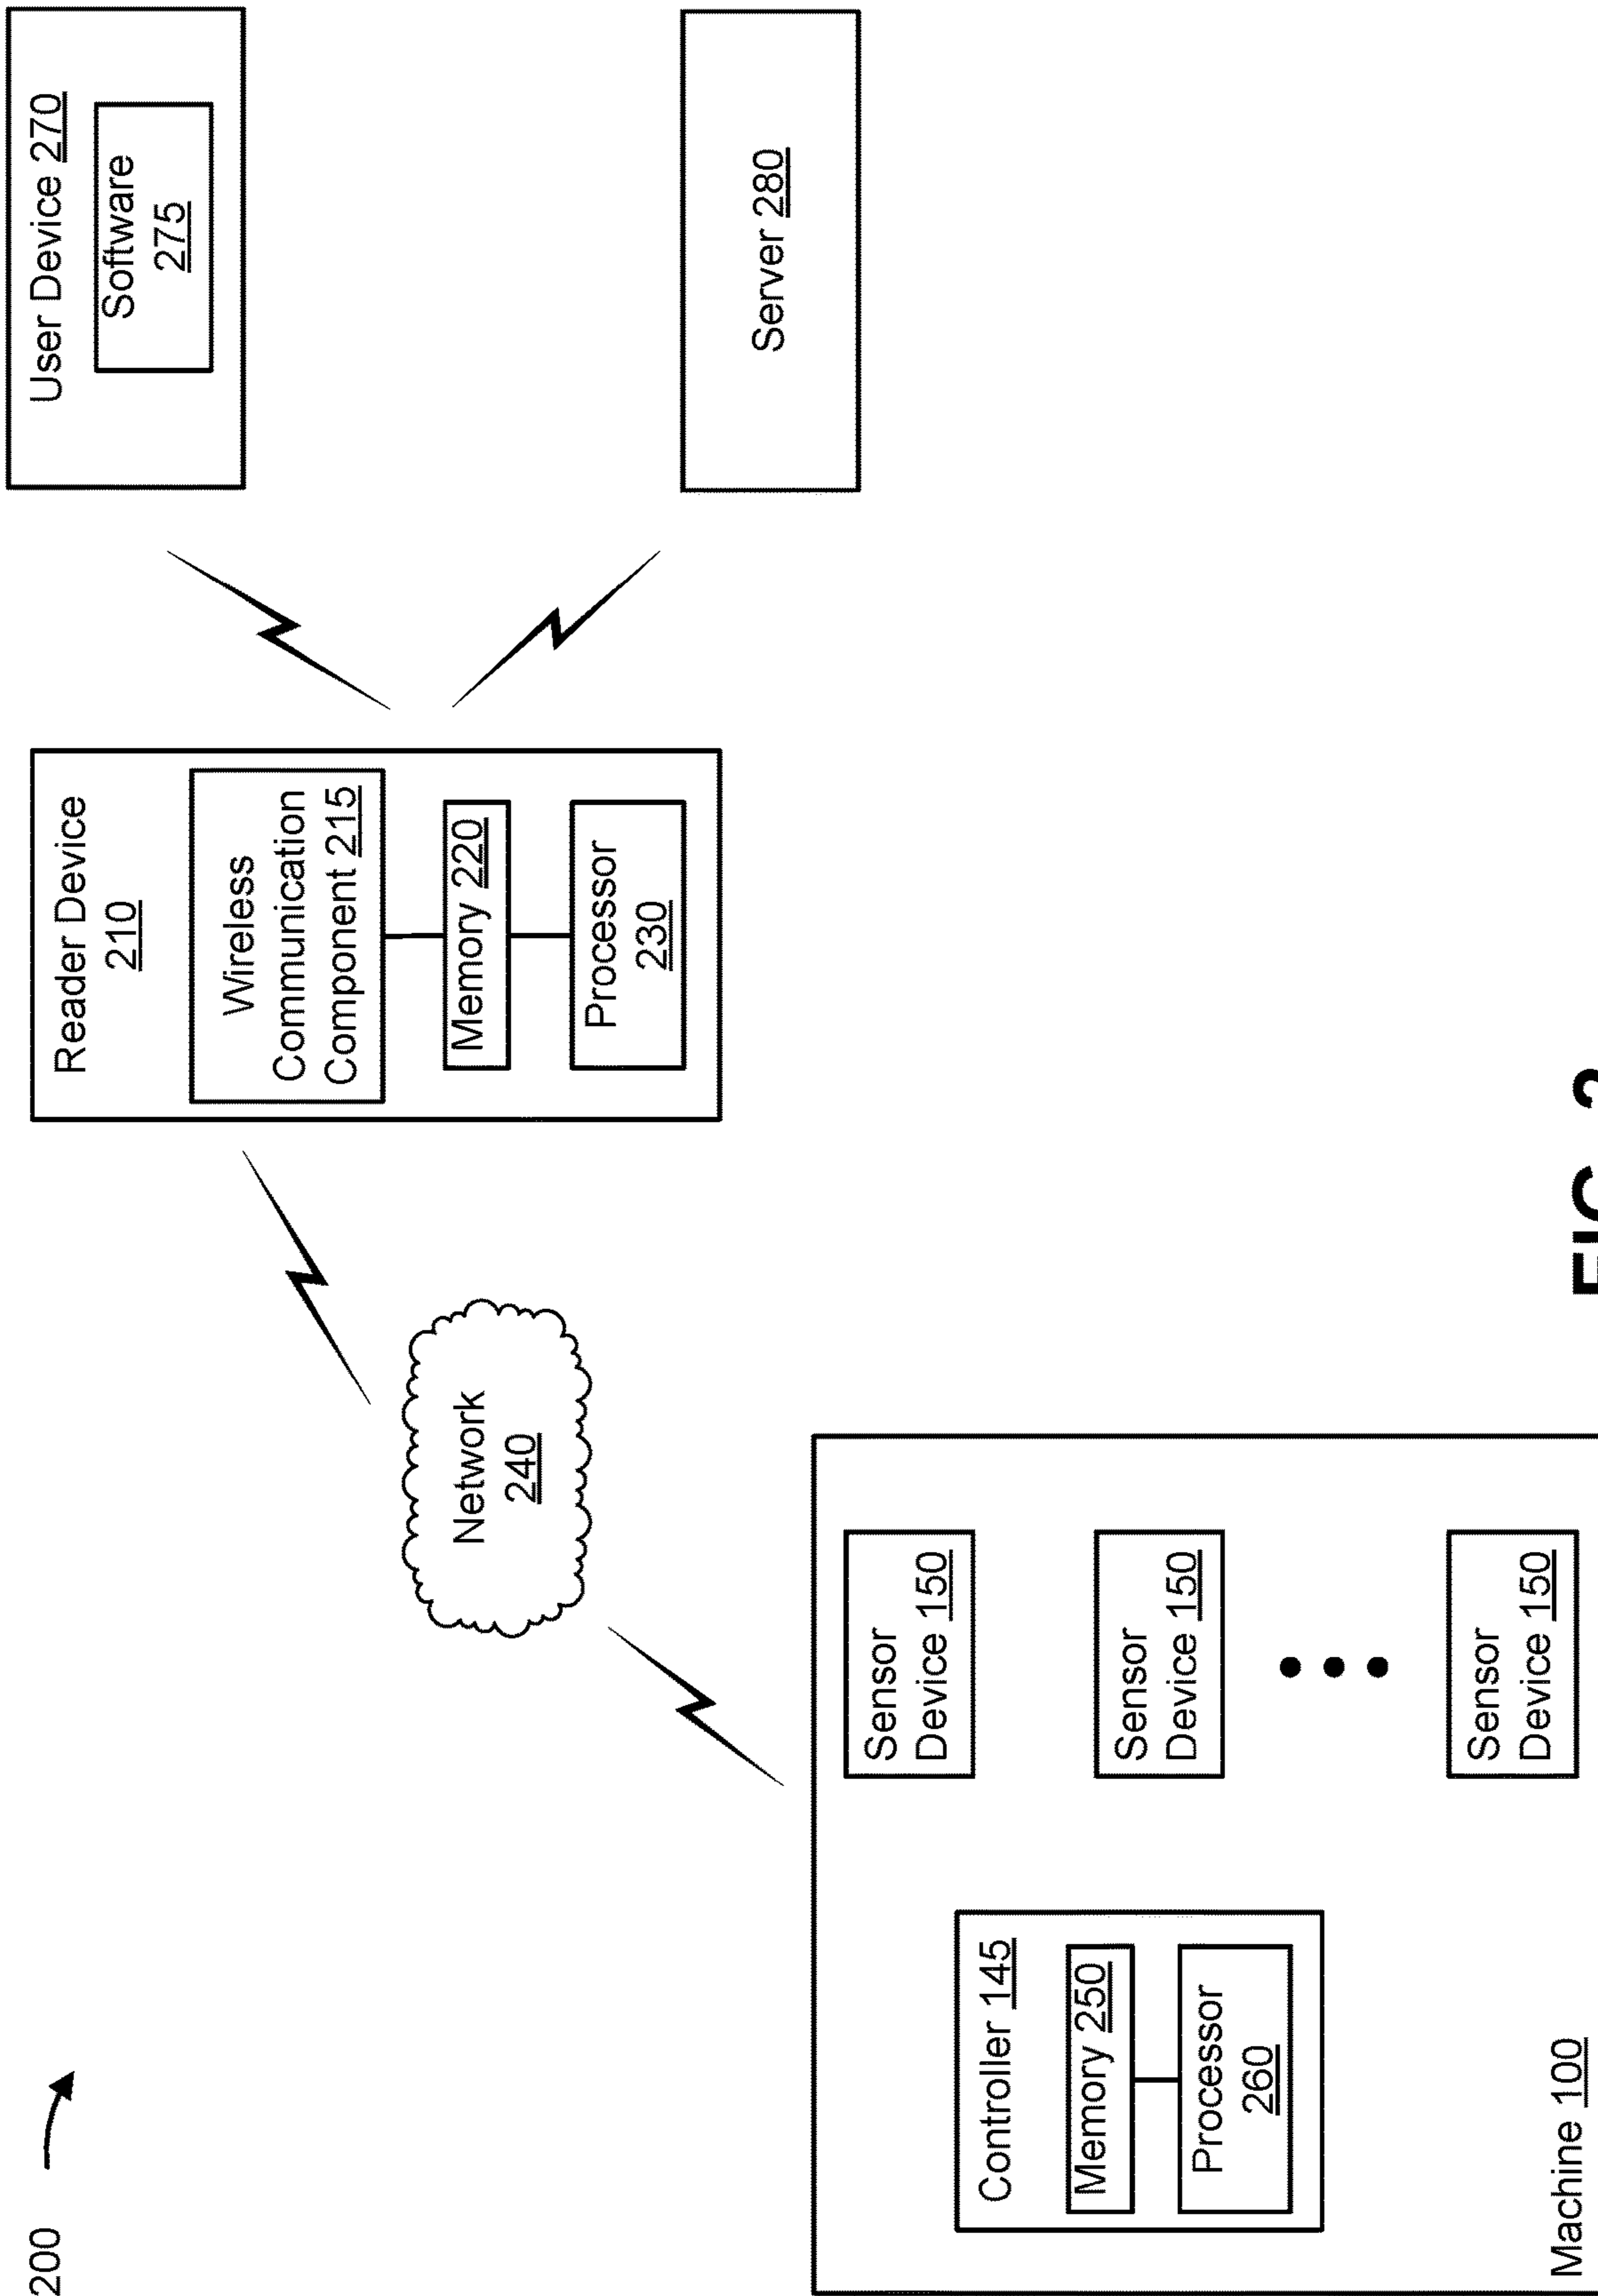 200
User Device 270
Software
275
Reader Device
210
Wireless
Communication
Component 215
Memory 220
Processor
230
Server 280
Network
240
Controller 145
Memory 250
Processor
260
Sensor
Device 150
Sensor
Device 150
Sensor
Device 150
Machine 100
FIG.